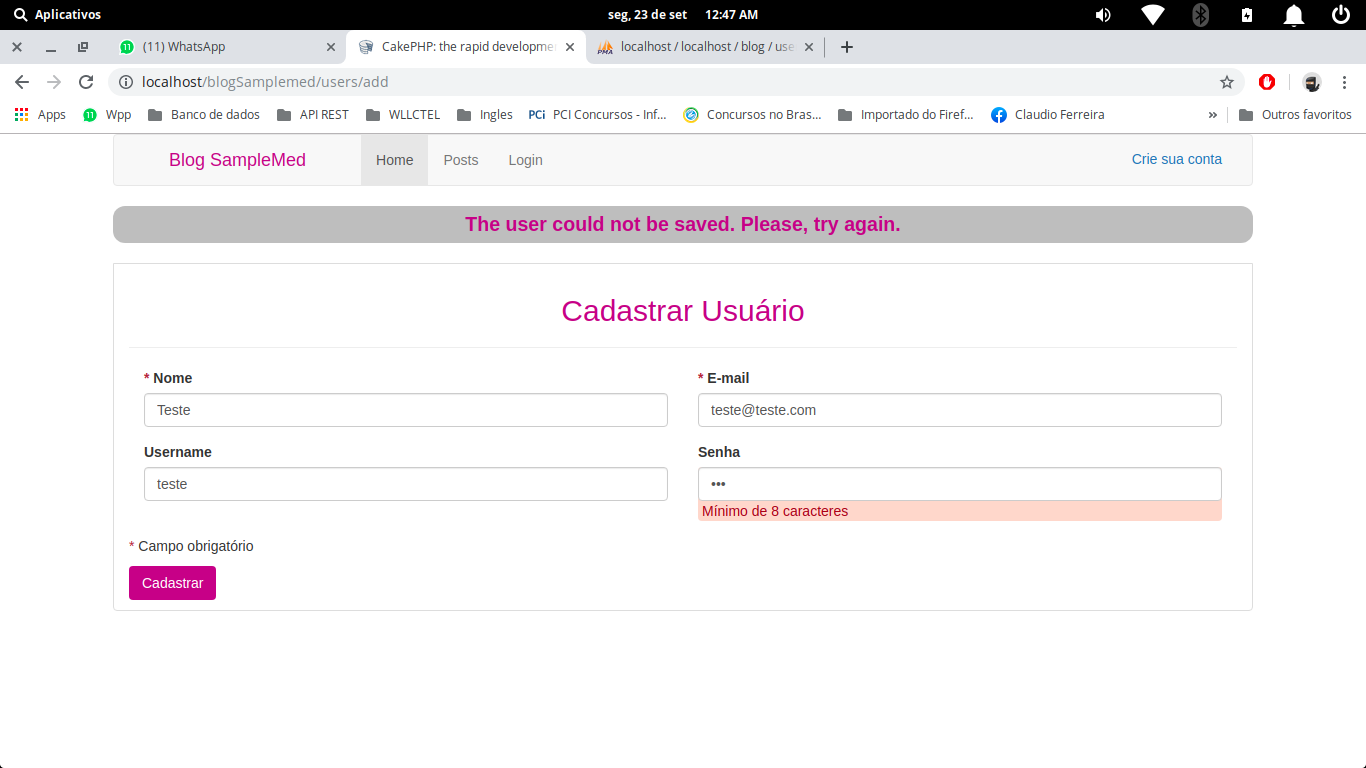 Aplicativos
seg, 23 de set 12:47 AM
(11) WhatsApp
CakePHP: the rapid developme
localhost / localhost / blog / use
localhost/blogSamplemed/users/add
Apps
Wpp
Banco de dados
API REST
WLLCTEL
Ingles
PCi PCI Concursos - Inf...
Concursos no Bras...
Importado do Firef...
Claudio Ferreira
»
Outros favoritos
Blog SampleMed
Home
Posts
Login
Crie sua conta
The user could not be saved. Please, try again.
Cadastrar Usuário
* Nome
* E-mail
Teste
teste@teste.com
Username
Senha
teste
•••
Mínimo de 8 caracteres
* Campo obrigatório
Cadastrar